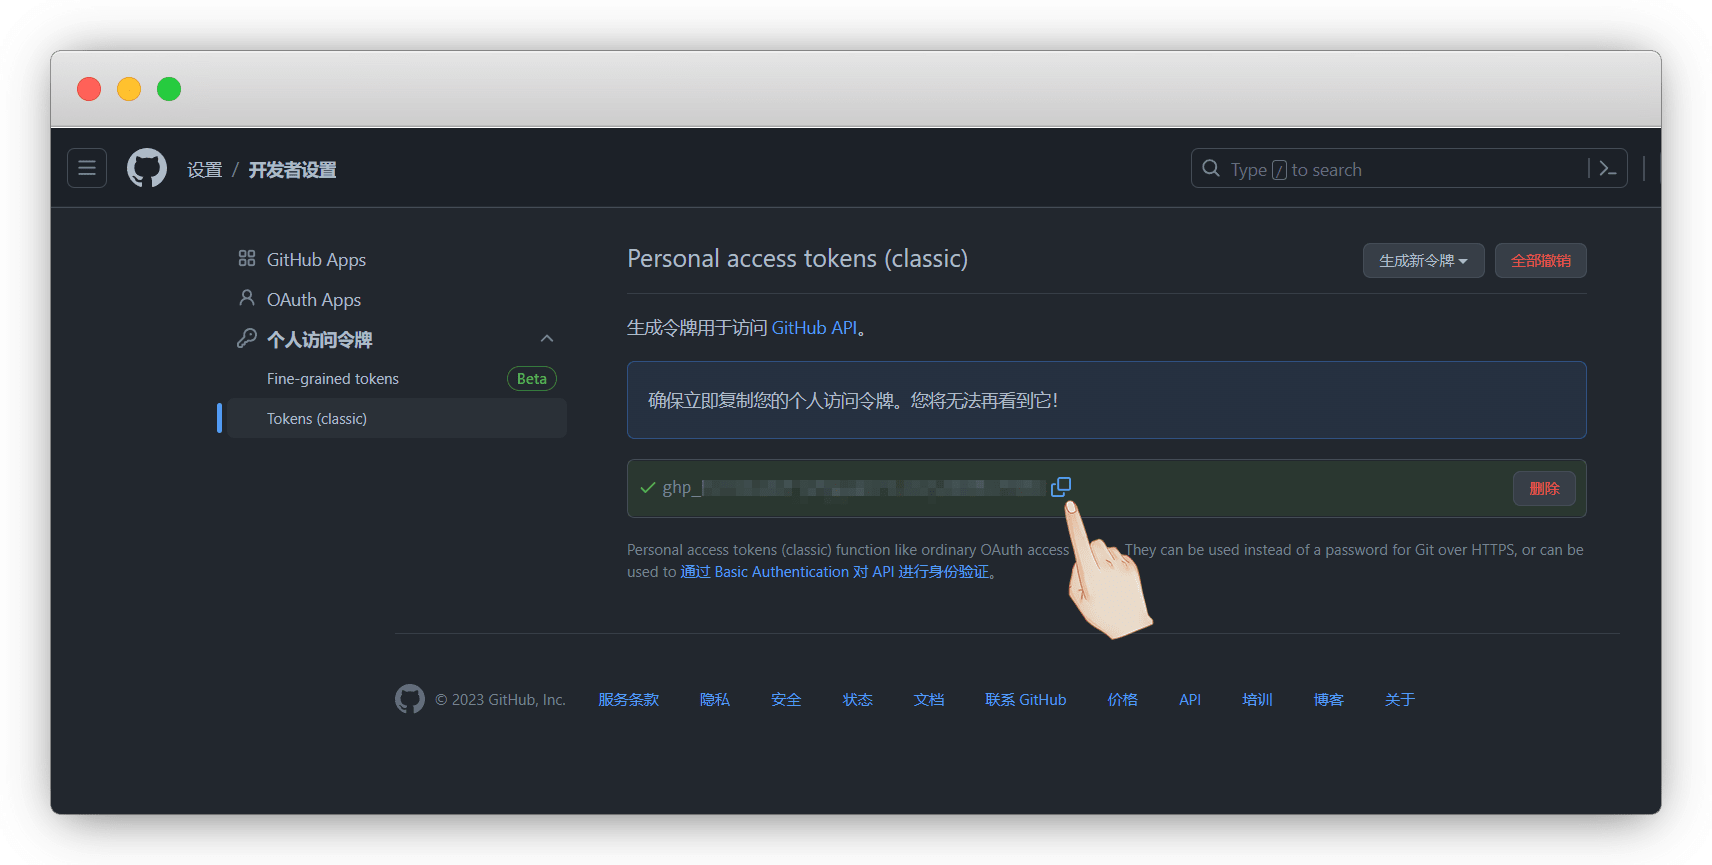 设置 / 开发者设置
Type / to search
GitHub Apps
OAuth Apps
个人访问令牌
Fine-grained tokens Beta
Tokens (classic)
Personal access tokens (classic)
生成新令牌 全部撤销
生成令牌用于访问 GitHub API。
确保立即复制您的个人访问令牌。您将无法再看到它!
ghp_
删除
Personal access tokens (classic) function like ordinary OAuth access They can be used instead of a password for Git over HTTPS, or can be
used to 通过 Basic Authentication 对 API 进行身份验证。
© 2023 GitHub, Inc. 服务条款 隐私 安全 状态 文档 联系 GitHub 价格 API 培训 博客 关于